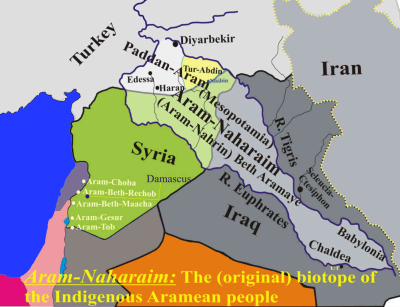 Turkey
Diyarbekir
Paddan-Aram
Tur-Abdin
Edessa
Haran
Iran
Aram-Naharaim
(Mesopotamia)
(Aram-Nahrin) Beth Aramaye
R. Tigris
Syria
Damascus
Aram-Choba
Aram-Beth-Rechob
Aram-Beth-Maacha
Aram-Gesur
Aram-Tob
R. Euphrates
Iraq
Seleucia-
Ctesiphon
Babylonia
Chaldea
Aram-Naharaim: The (original) biotope of
the Indigenous Aramean people